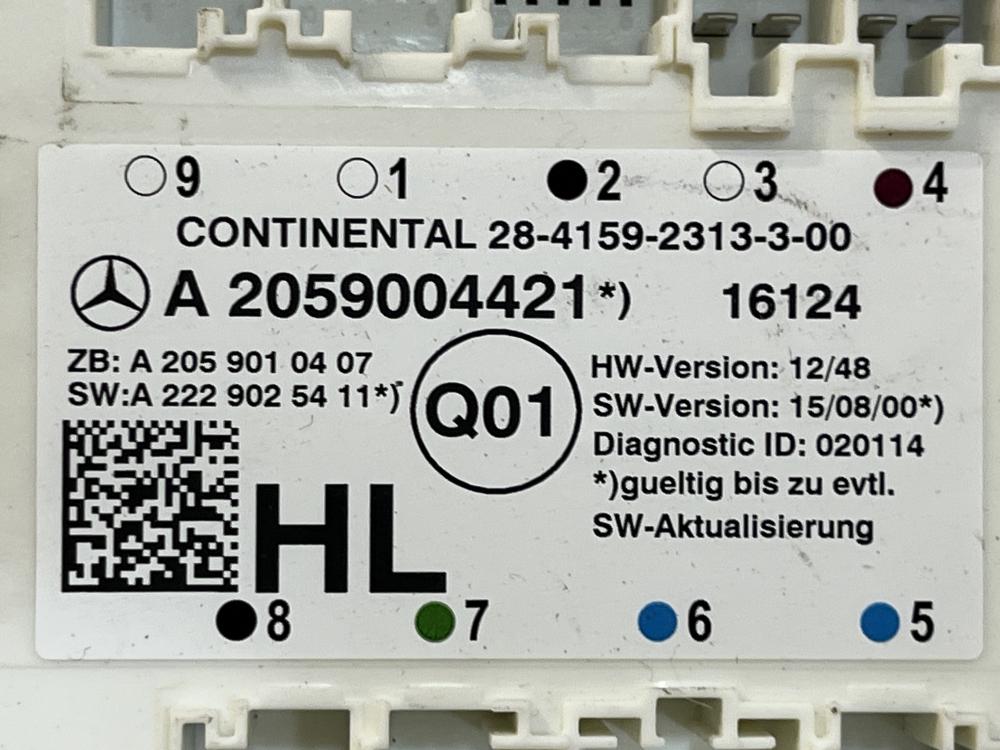 9 1 2 3 4
CONTINENTAL 28-4159-2313-3-00
A 2059004421*) 16124
ZB: A 205 901 04 07
SW:A 222 902 54 11*)
Q01
HW-Version: 12/48
SW-Version: 15/08/00*)
Diagnostic ID: 020114
*)gueltig bis zu evtl.
SW-Aktualisierung
HL
8 7 6 5